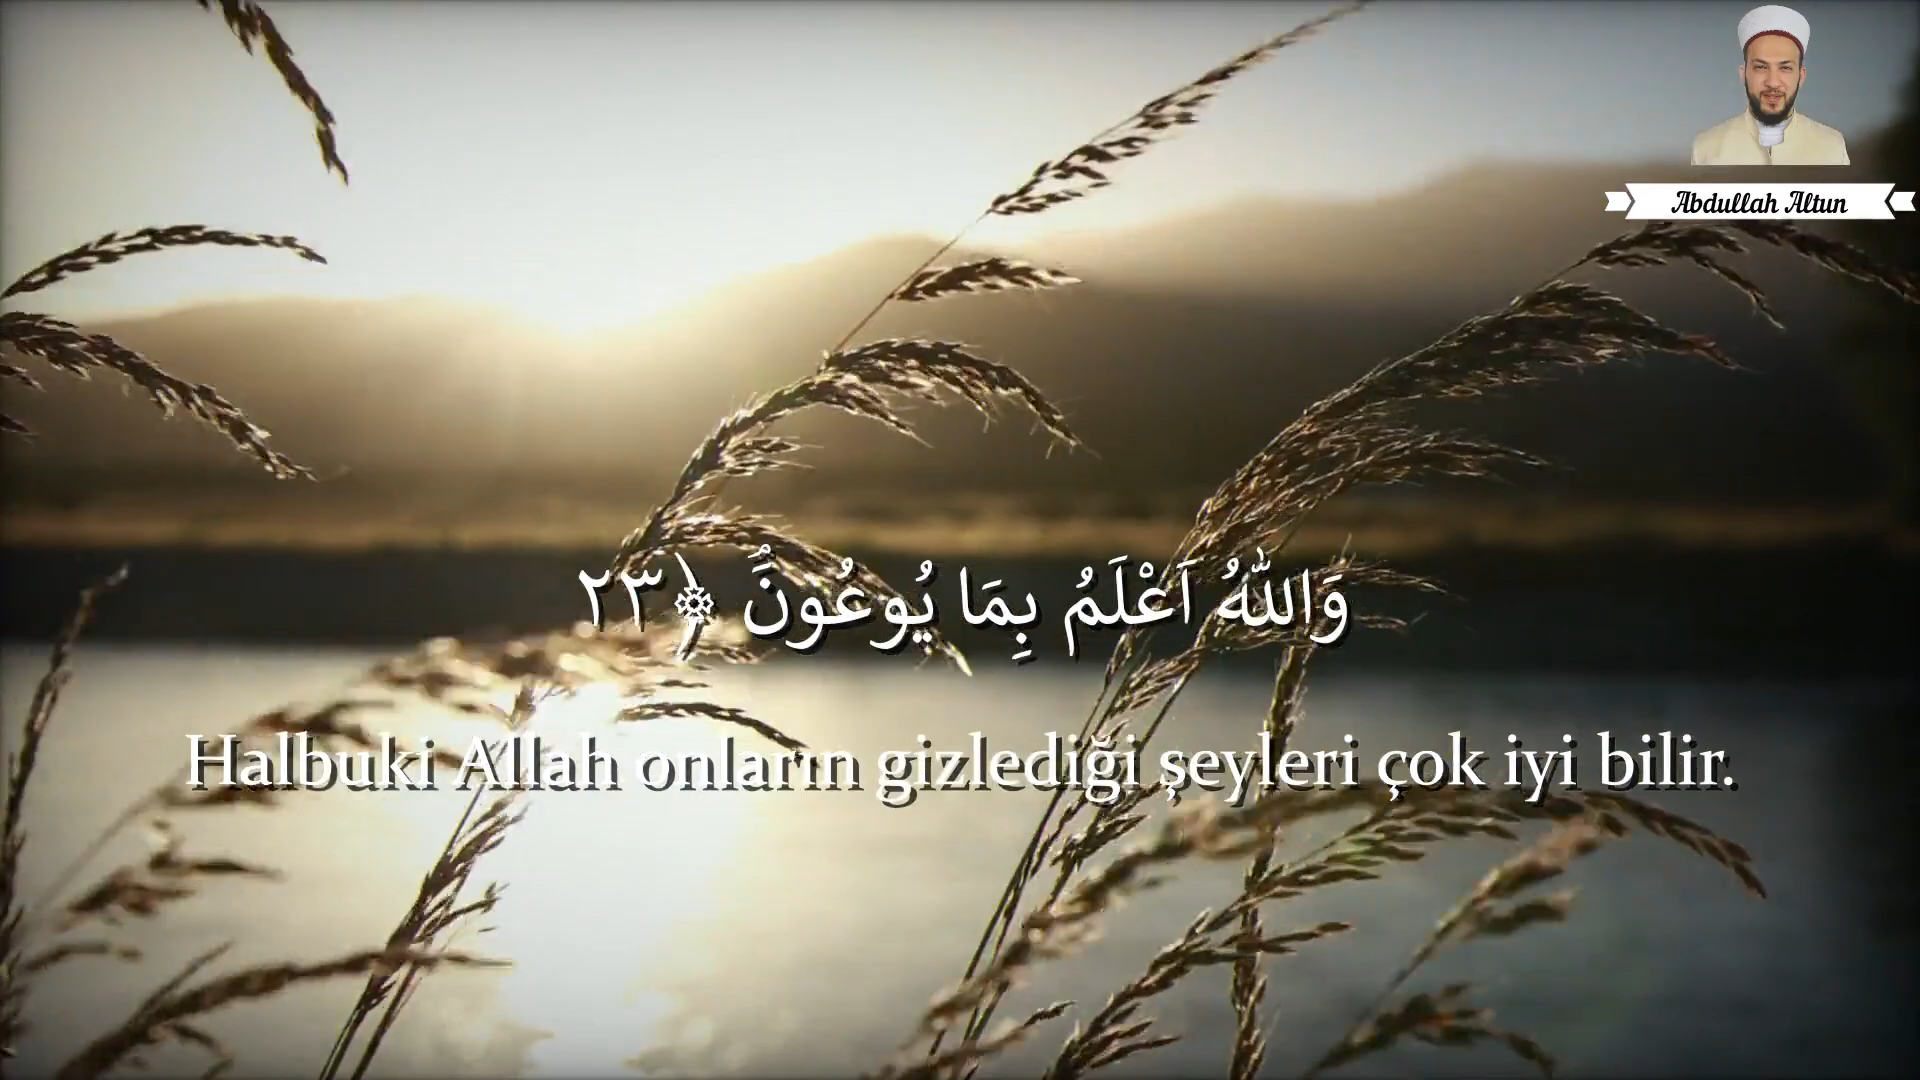 Abdullah Altun
وَاللّٰهُ اَعْلَمُ بِمَا يُوعُونَۘ ﴿٢٣
Halbuki Allah onların gizlediği şeyleri çok iyi bilir.